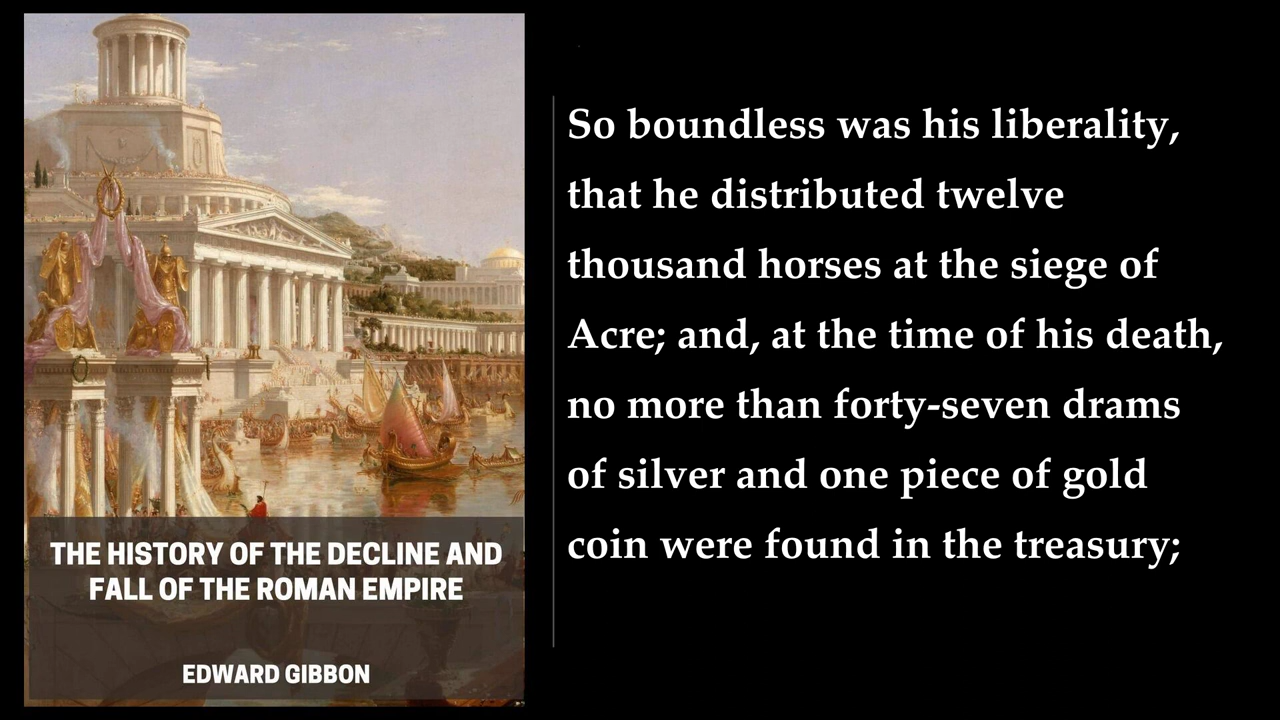 THE HISTORY OF THE DECLINE AND
FALL OF THE ROMAN EMPIRE
EDWARD GIBBON
So boundless was his liberality,
that he distributed twelve
thousand horses at the siege of
Acre; and, at the time of his death,
no more than forty-seven drams
of silver and one piece of gold
coin were found in the treasury;